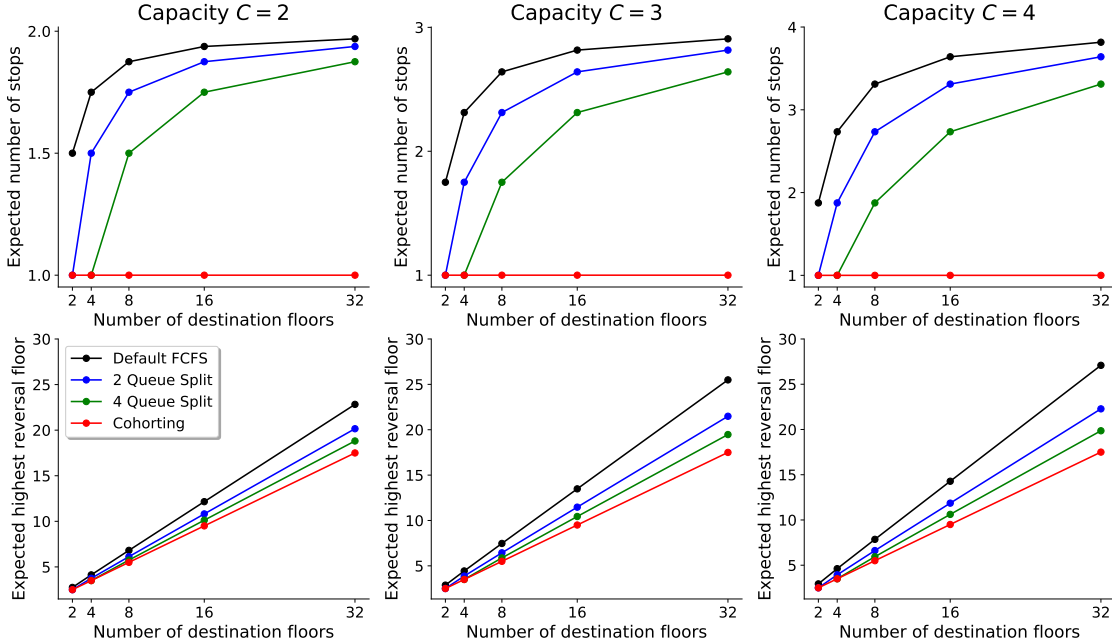 Capacity C = 2
Expected number of stops
2.0
1.5
1.0
2 4 8 16 32
Number of destination floors
Capacity C = 3
Expected number of stops
3
2
1
2 4 8 16 32
Number of destination floors
Capacity C = 4
Expected number of stops
4
3
2
1
2 4 8 16 32
Number of destination floors
Expected highest reversal floor
30
25
20
15
10
5
Default FCFS
2 Queue Split
4 Queue Split
Cohorting
2 4 8 16 32
Number of destination floors
Expected highest reversal floor
30
25
20
15
10
5
2 4 8 16 32
Number of destination floors
Expected highest reversal floor
30
25
20
15
10
5
2 4 8 16 32
Number of destination floors